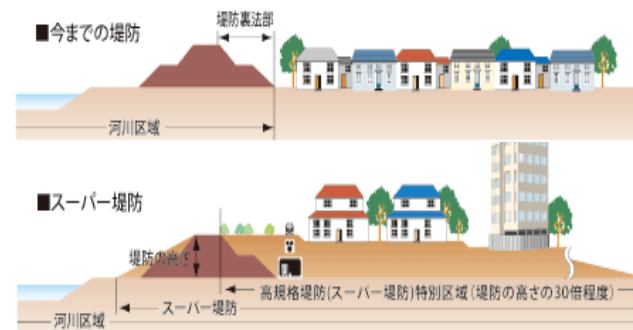 堤防裏法部
■今までの堤防
河川区域
■スーパー堤防
堤防の高さ
高規格堤防(スーパー堤防)特別区域(堤防の高さの30倍程度)
スーパー堤防
河川区域